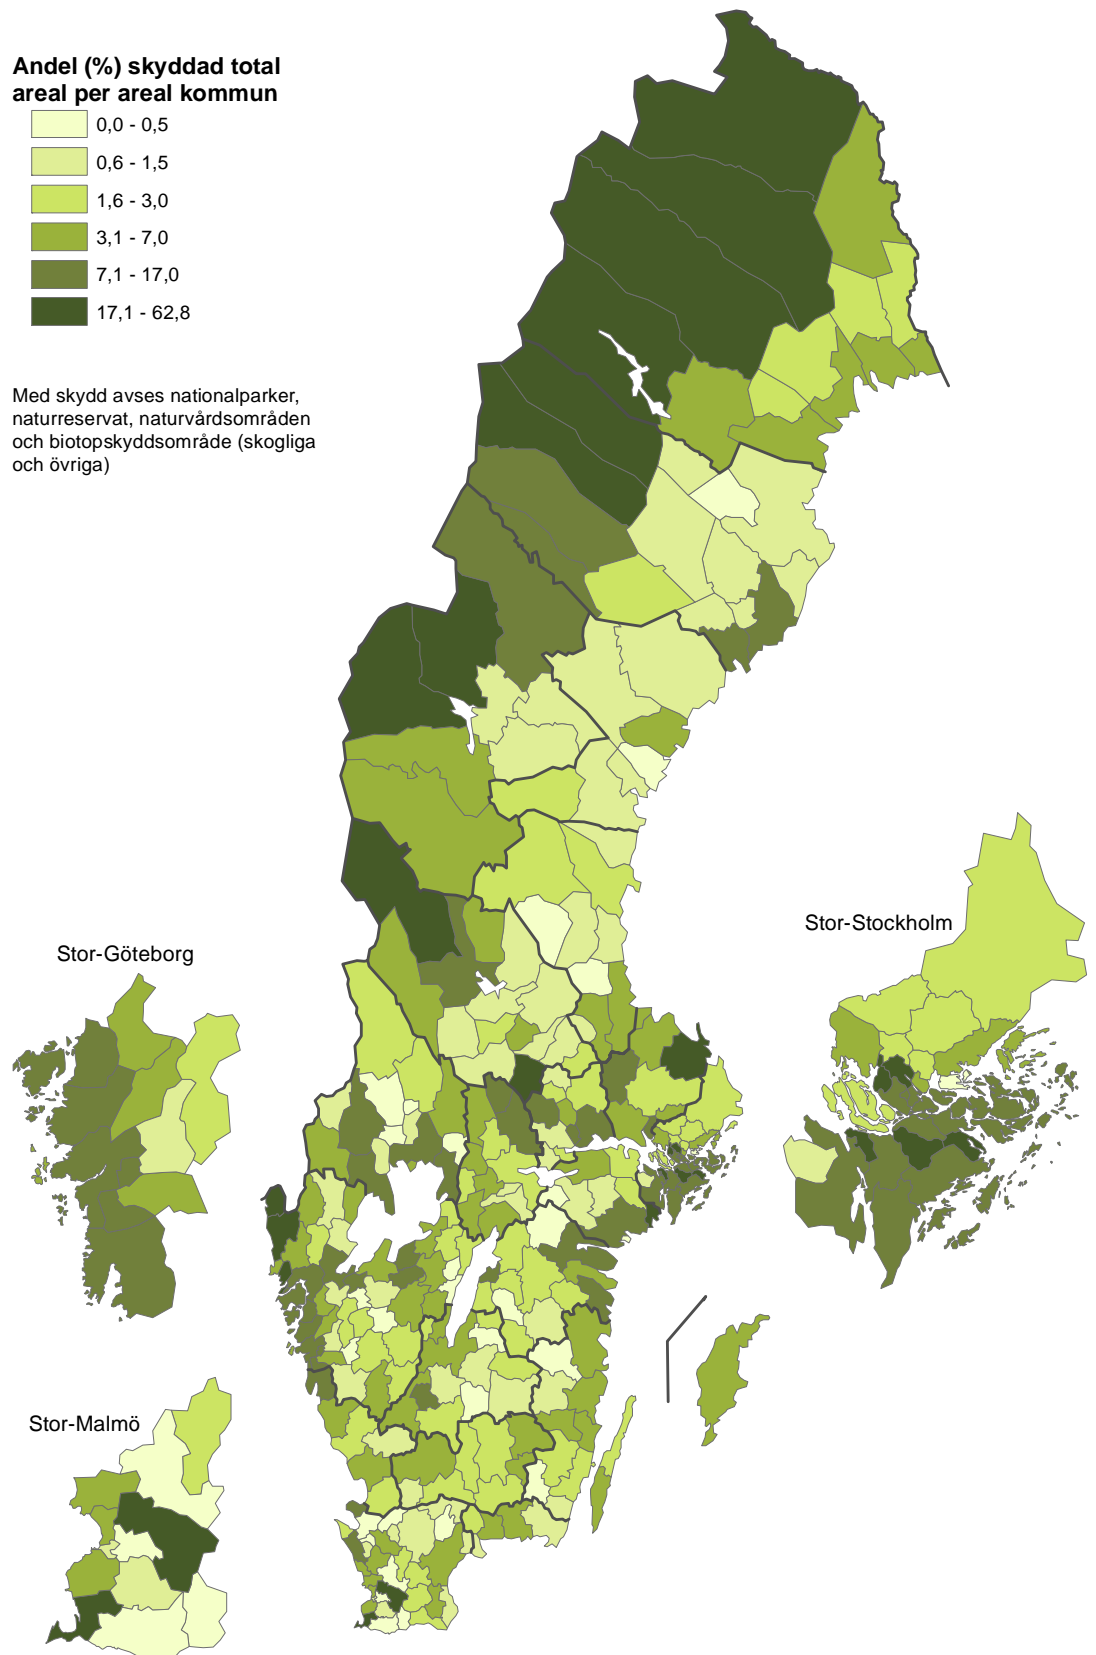 Andel (%) skyddad total
areal per areal kommun
0,0 - 0,5
0,6 - 1,5
1,6 - 3,0
3,1 - 7,0
7,1 - 17,0
17,1 - 62,8
Med skydd avses nationalparker,
naturreservat, naturvårdsområden
och biotopskyddsområde (skogliga
och övriga)
Stor-Stockholm
Stor-Göteborg
Stor-Malmö